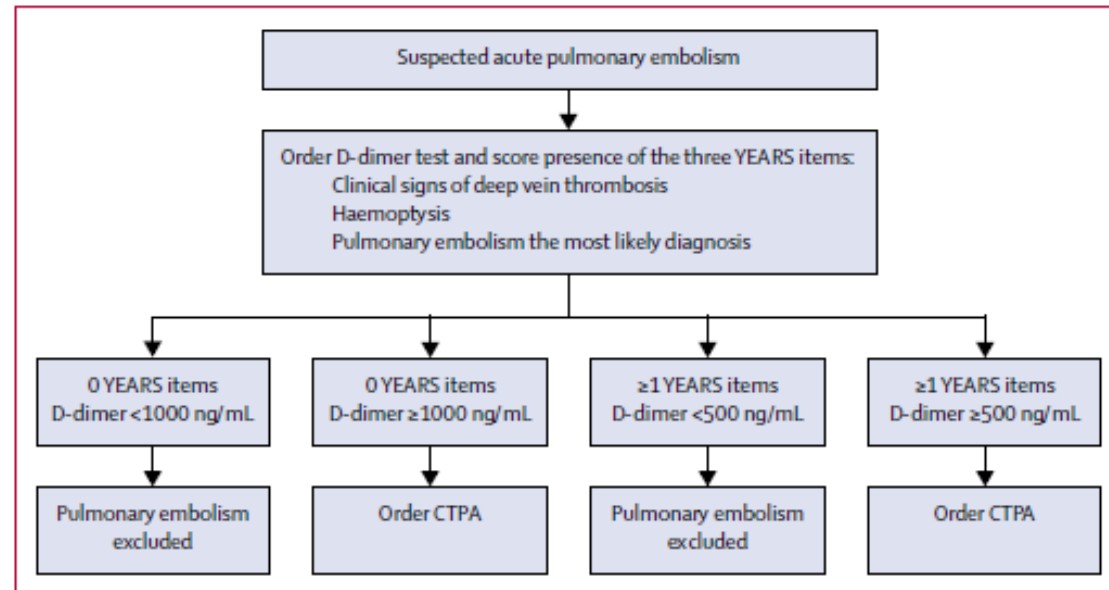 Suspected acute pulmonary embolism
Order D-dimer test and score presence of the three YEARS items:
Clinical signs of deep vein thrombosis
Haemoptysis
Pulmonary embolism the most likely diagnosis
0 YEARS items
D-dimer <1000 ng/mL
0 YEARS items
D-dimer ≥1000 ng/mL
≥1 YEARS items
D-dimer <500 ng/mL
≥1 YEARS items
D-dimer ≥500 ng/mL
Pulmonary embolism
excluded
Order CTPA
Pulmonary embolism
excluded
Order CTPA